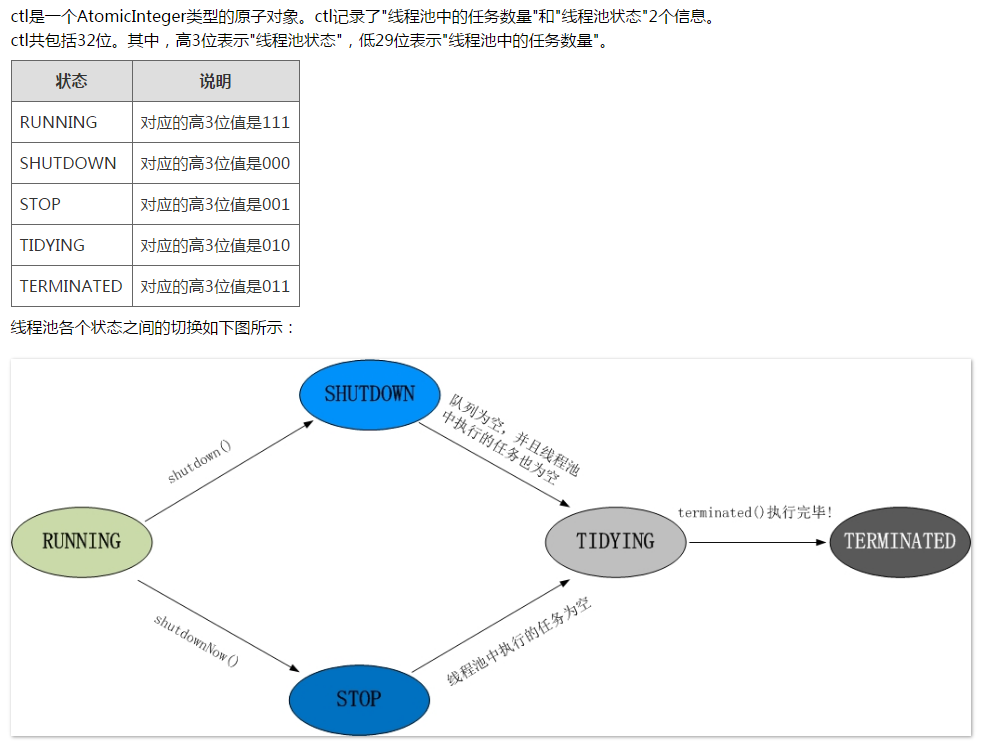 ctl是一个AtomicInteger类型的原子对象。ctl记录了"线程池中的任务数量"和"线程池状态"2个信息。
ctl共包括32位。其中，高3位表示"线程池状态"，低29位表示"线程池中的任务数量"。
状态 说明
RUNNING 对应的高3位值是111
SHUTDOWN 对应的高3位值是000
STOP 对应的高3位值是001
TIDYING 对应的高3位值是010
TERMINATED 对应的高3位值是011
线程池各个状态之间的切换如下图所示：
SHUTDOWN
队列为空，并且线程池
中执行的任务也为空
shutdown()
terminated()执行完毕!
RUNNING
TIDYING
TERMINATED
shutdownNow()
线程池中执行的任务为空
STOP